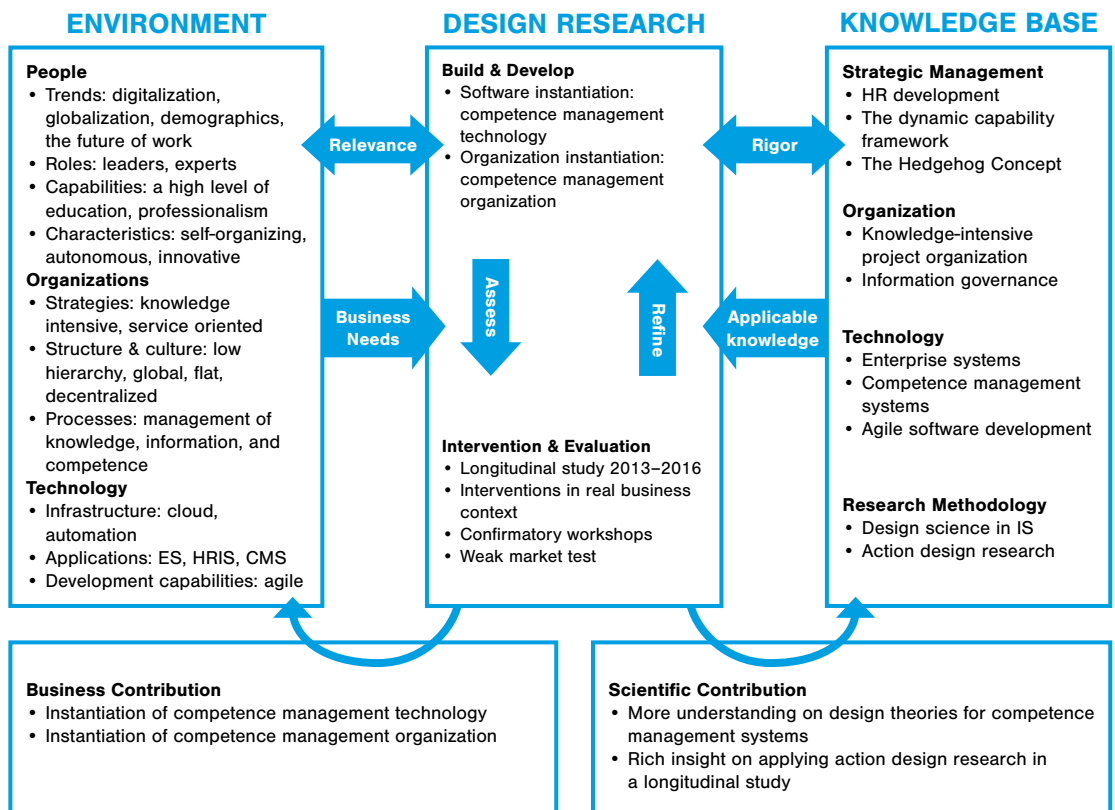 ENVIRONMENT
People
• Trends: digitalization,
globalization, demographics,
the future of work
• Roles: leaders, experts
• Capabilities: a high level of
education, professionalism
• Characteristics: self-organizing,
autonomous, innovative
Organizations
• Strategies: knowledge
intensive, service oriented
• Structure & culture: low
hierarchy, global, flat,
decentralized
• Processes: management of
knowledge, information, and
competence
Technology
• Infrastructure: cloud,
automation
• Applications: ES, HRIS, CMS
• Development capabilities: agile
Relevance
Business
Needs
DESIGN RESEARCH
Build & Develop
• Software instantiation:
competence management
technology
• Organization instantiation:
competence management
organization
Assess
Refine
Intervention & Evaluation
• Longitudinal study 2013–2016
• Interventions in real business
context
• Confirmatory workshops
• Weak market test
Rigor
Applicable
knowledge
KNOWLEDGE BASE
Strategic Management
• HR development
• The dynamic capability
framework
• The Hedgehog Concept
Organization
• Knowledge-intensive
project organization
• Information governance
Technology
• Enterprise systems
• Competence management
systems
• Agile software development
Research Methodology
• Design science in IS
• Action design research
Business Contribution
• Instantiation of competence management technology
• Instantiation of competence management organization
Scientific Contribution
• More understanding on design theories for competence
management systems
• Rich insight on applying action design research in
a longitudinal study